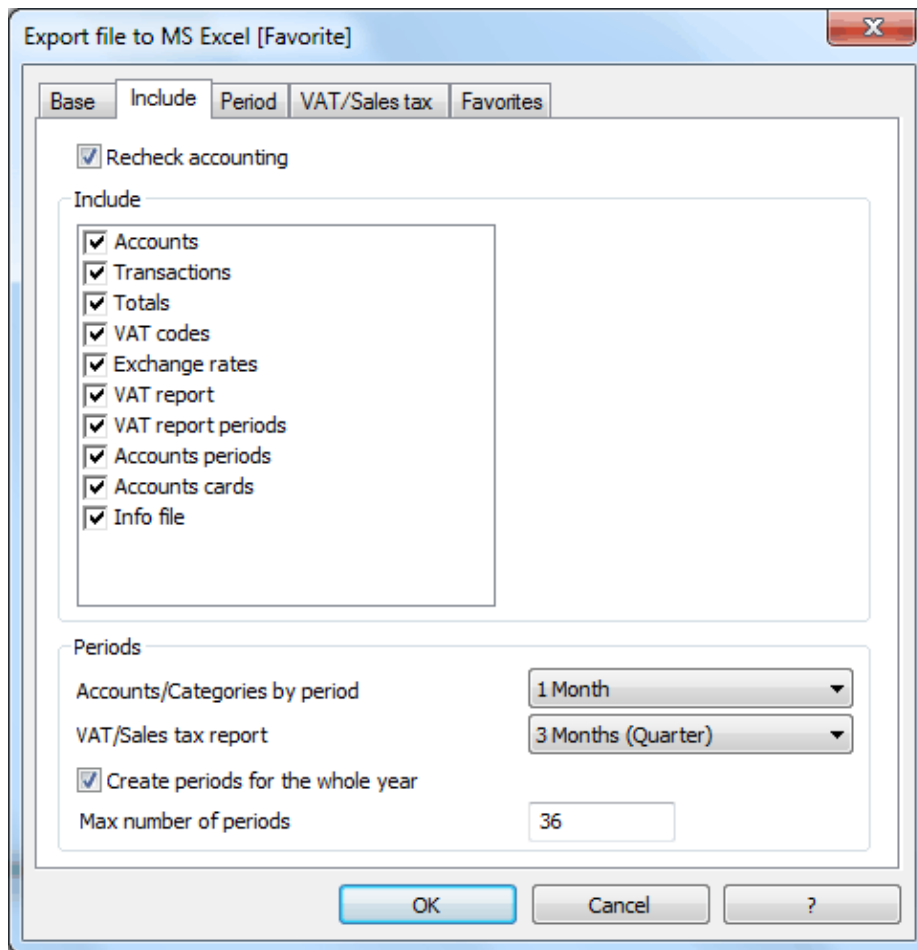 Export file to MS Excel [Favorite]
Base Include Period VAT/Sales tax Favorites
Recheck accounting
Include
Accounts
Transactions
Totals
VAT codes
Exchange rates
VAT report
VAT report periods
Accounts periods
Accounts cards
Info file
Periods
Accounts/Categories by period 1 Month
VAT/Sales tax report 3 Months (Quarter)
Create periods for the whole year
Max number of periods 36
OK Cancel ?